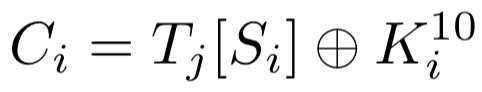 C_i = T_j[S_i] ⊕ K_i^{10}